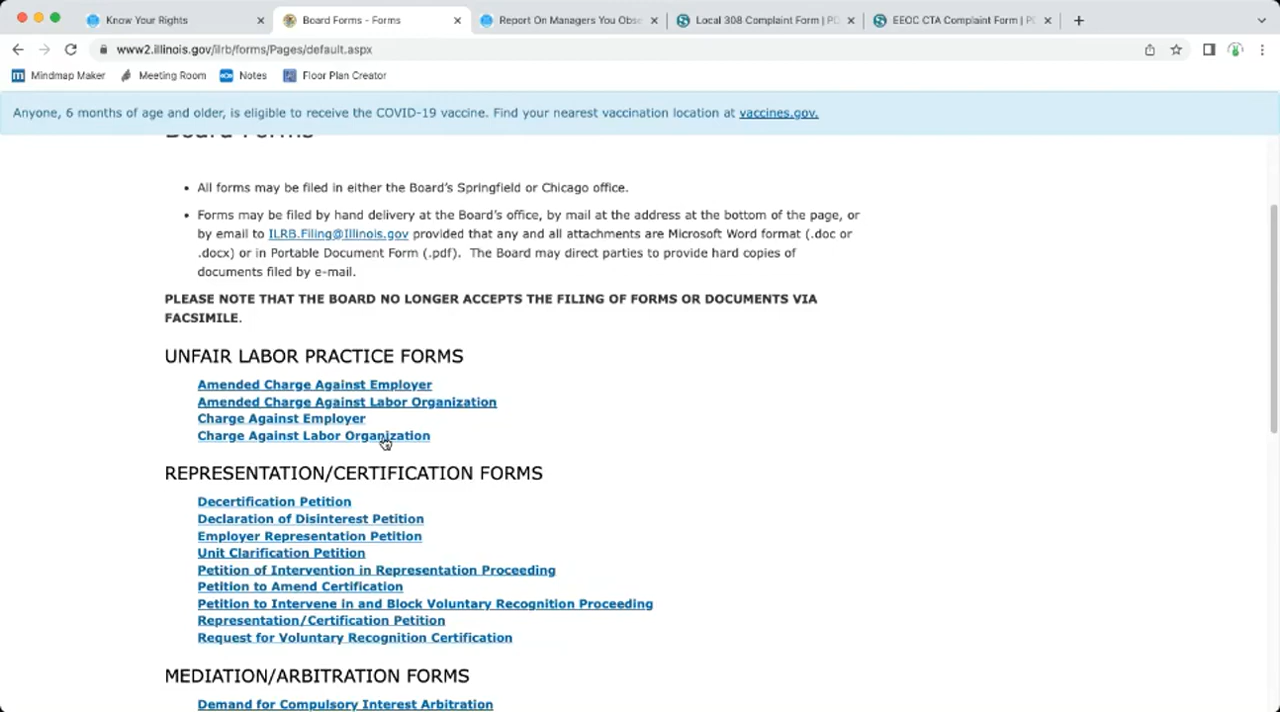 Know Your Rights
Board Forms - Forms
Report On Managers You Obse
Local 308 Complaint Form | PD
EEOC CTA Complaint Form | P
www2.illinois.gov/ilrb/forms/Pages/default.aspx
Mindmap Maker
Meeting Room
Notes
Floor Plan Creator
Anyone, 6 months of age and older, is eligible to receive the COVID-19 vaccine. Find your nearest vaccination location at vaccines.gov.
Board Forms
• All forms may be filed in either the Board's Springfield or Chicago office.
• Forms may be filed by hand delivery at the Board's office, by mail at the address at the bottom of the page, or
by email to ILRB.Filing@Illinois.gov provided that any and all attachments are Microsoft Word format (.doc or
.docx) or in Portable Document Form (.pdf). The Board may direct parties to provide hard copies of
documents filed by e-mail.
PLEASE NOTE THAT THE BOARD NO LONGER ACCEPTS THE FILING OF FORMS OR DOCUMENTS VIA
FACSIMILE.
UNFAIR LABOR PRACTICE FORMS
Amended Charge Against Employer
Amended Charge Against Labor Organization
Charge Against Employer
Charge Against Labor Organization
REPRESENTATION/CERTIFICATION FORMS
Decertification Petition
Declaration of Disinterest Petition
Employer Representation Petition
Unit Clarification Petition
Petition of Intervention in Representation Proceeding
Petition to Amend Certification
Petition to Intervene in and Block Voluntary Recognition Proceeding
Representation/Certification Petition
Request for Voluntary Recognition Certification
MEDIATION/ARBITRATION FORMS
Demand for Compulsory Interest Arbitration